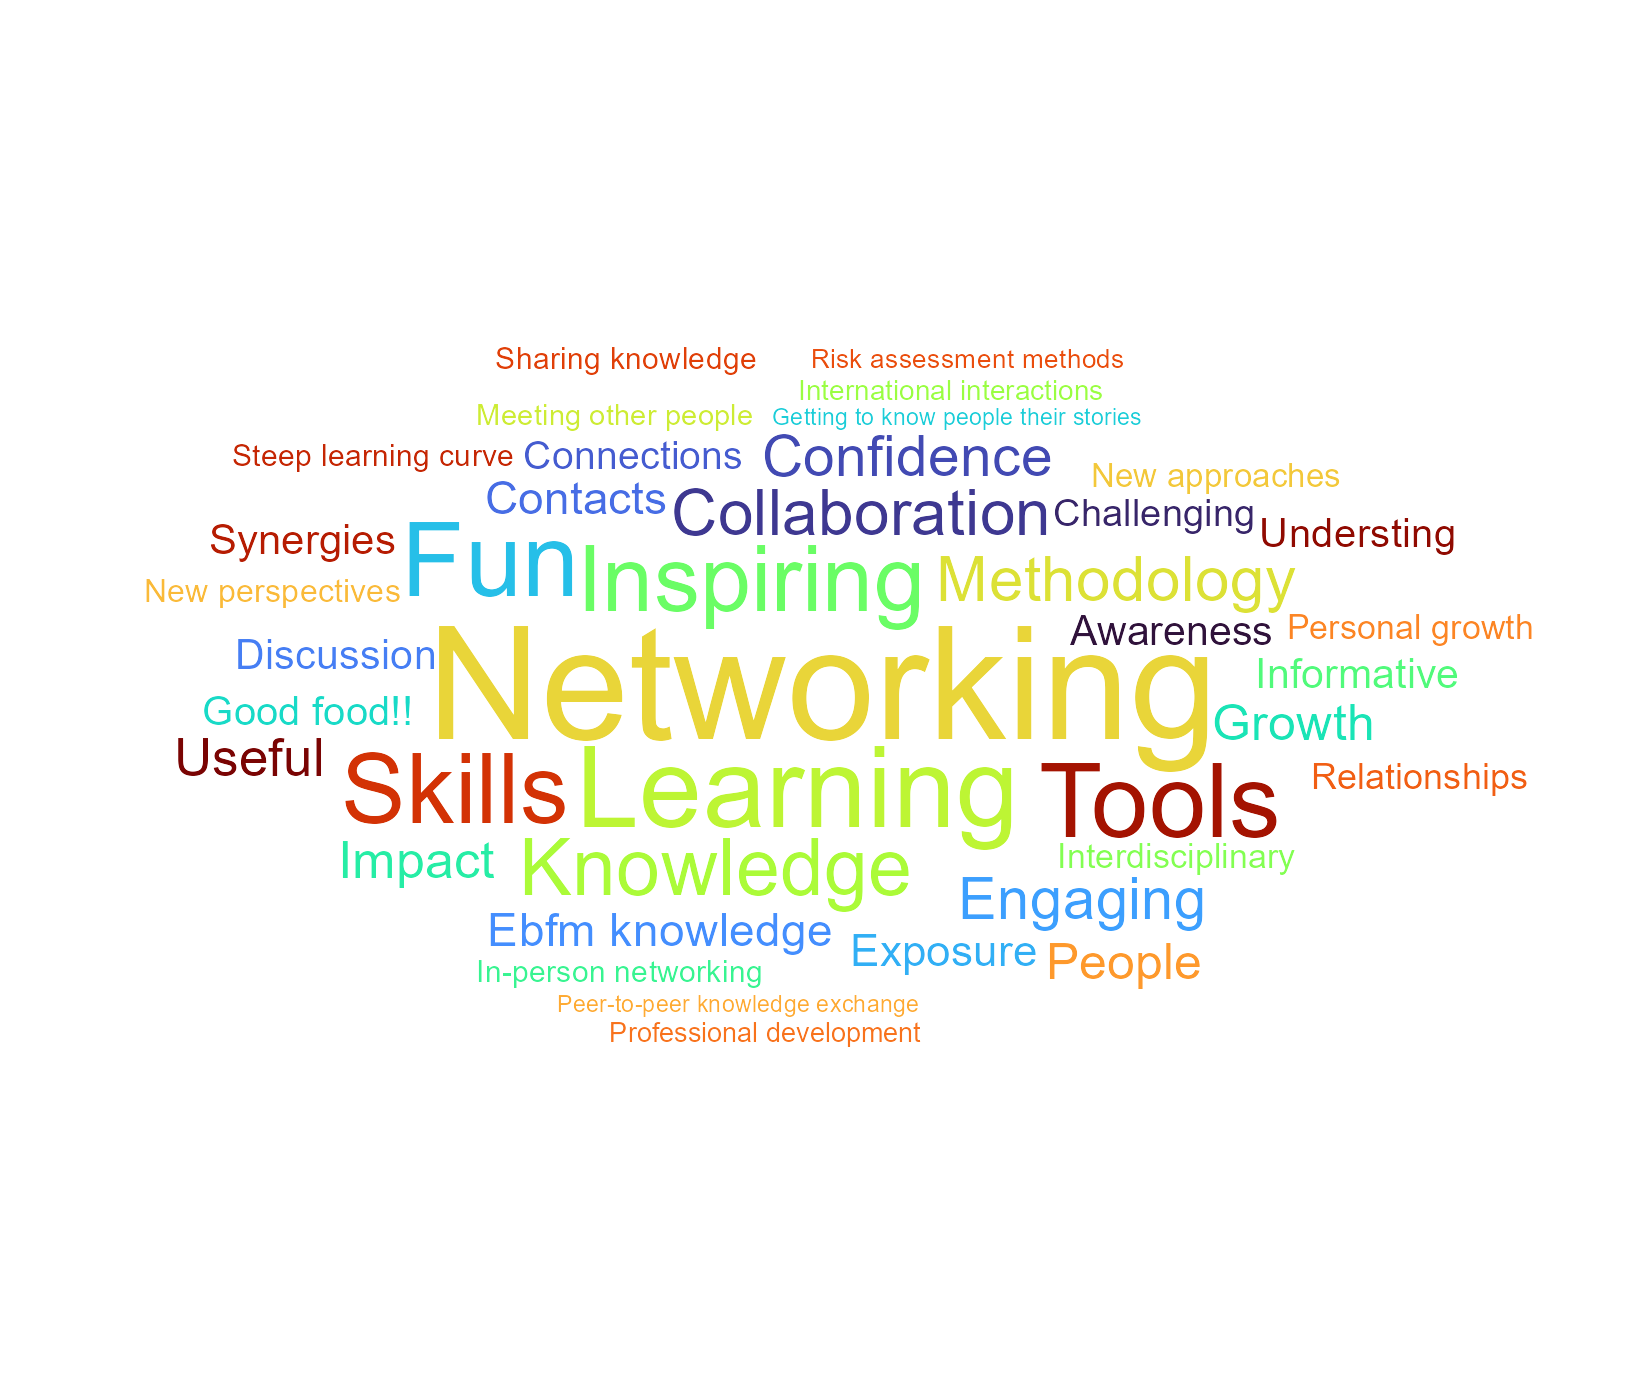 Sharing knowledge
Risk assessment methods
International interactions
Meeting other people
Getting to know people their stories
Steep learning curve
Connections
Confidence
New approaches
Contacts
Collaboration
Challenging
Understing
Synergies
Fun
Inspiring
Methodology
New perspectives
Awareness
Personal growth
Discussion
Networking
Informative
Good food!!
Growth
Useful
Skills
Learning
Tools
Relationships
Impact
Knowledge
Interdisciplinary
Engaging
Ebfm knowledge
Exposure
People
In-person networking
Peer-to-peer knowledge exchange
Professional development